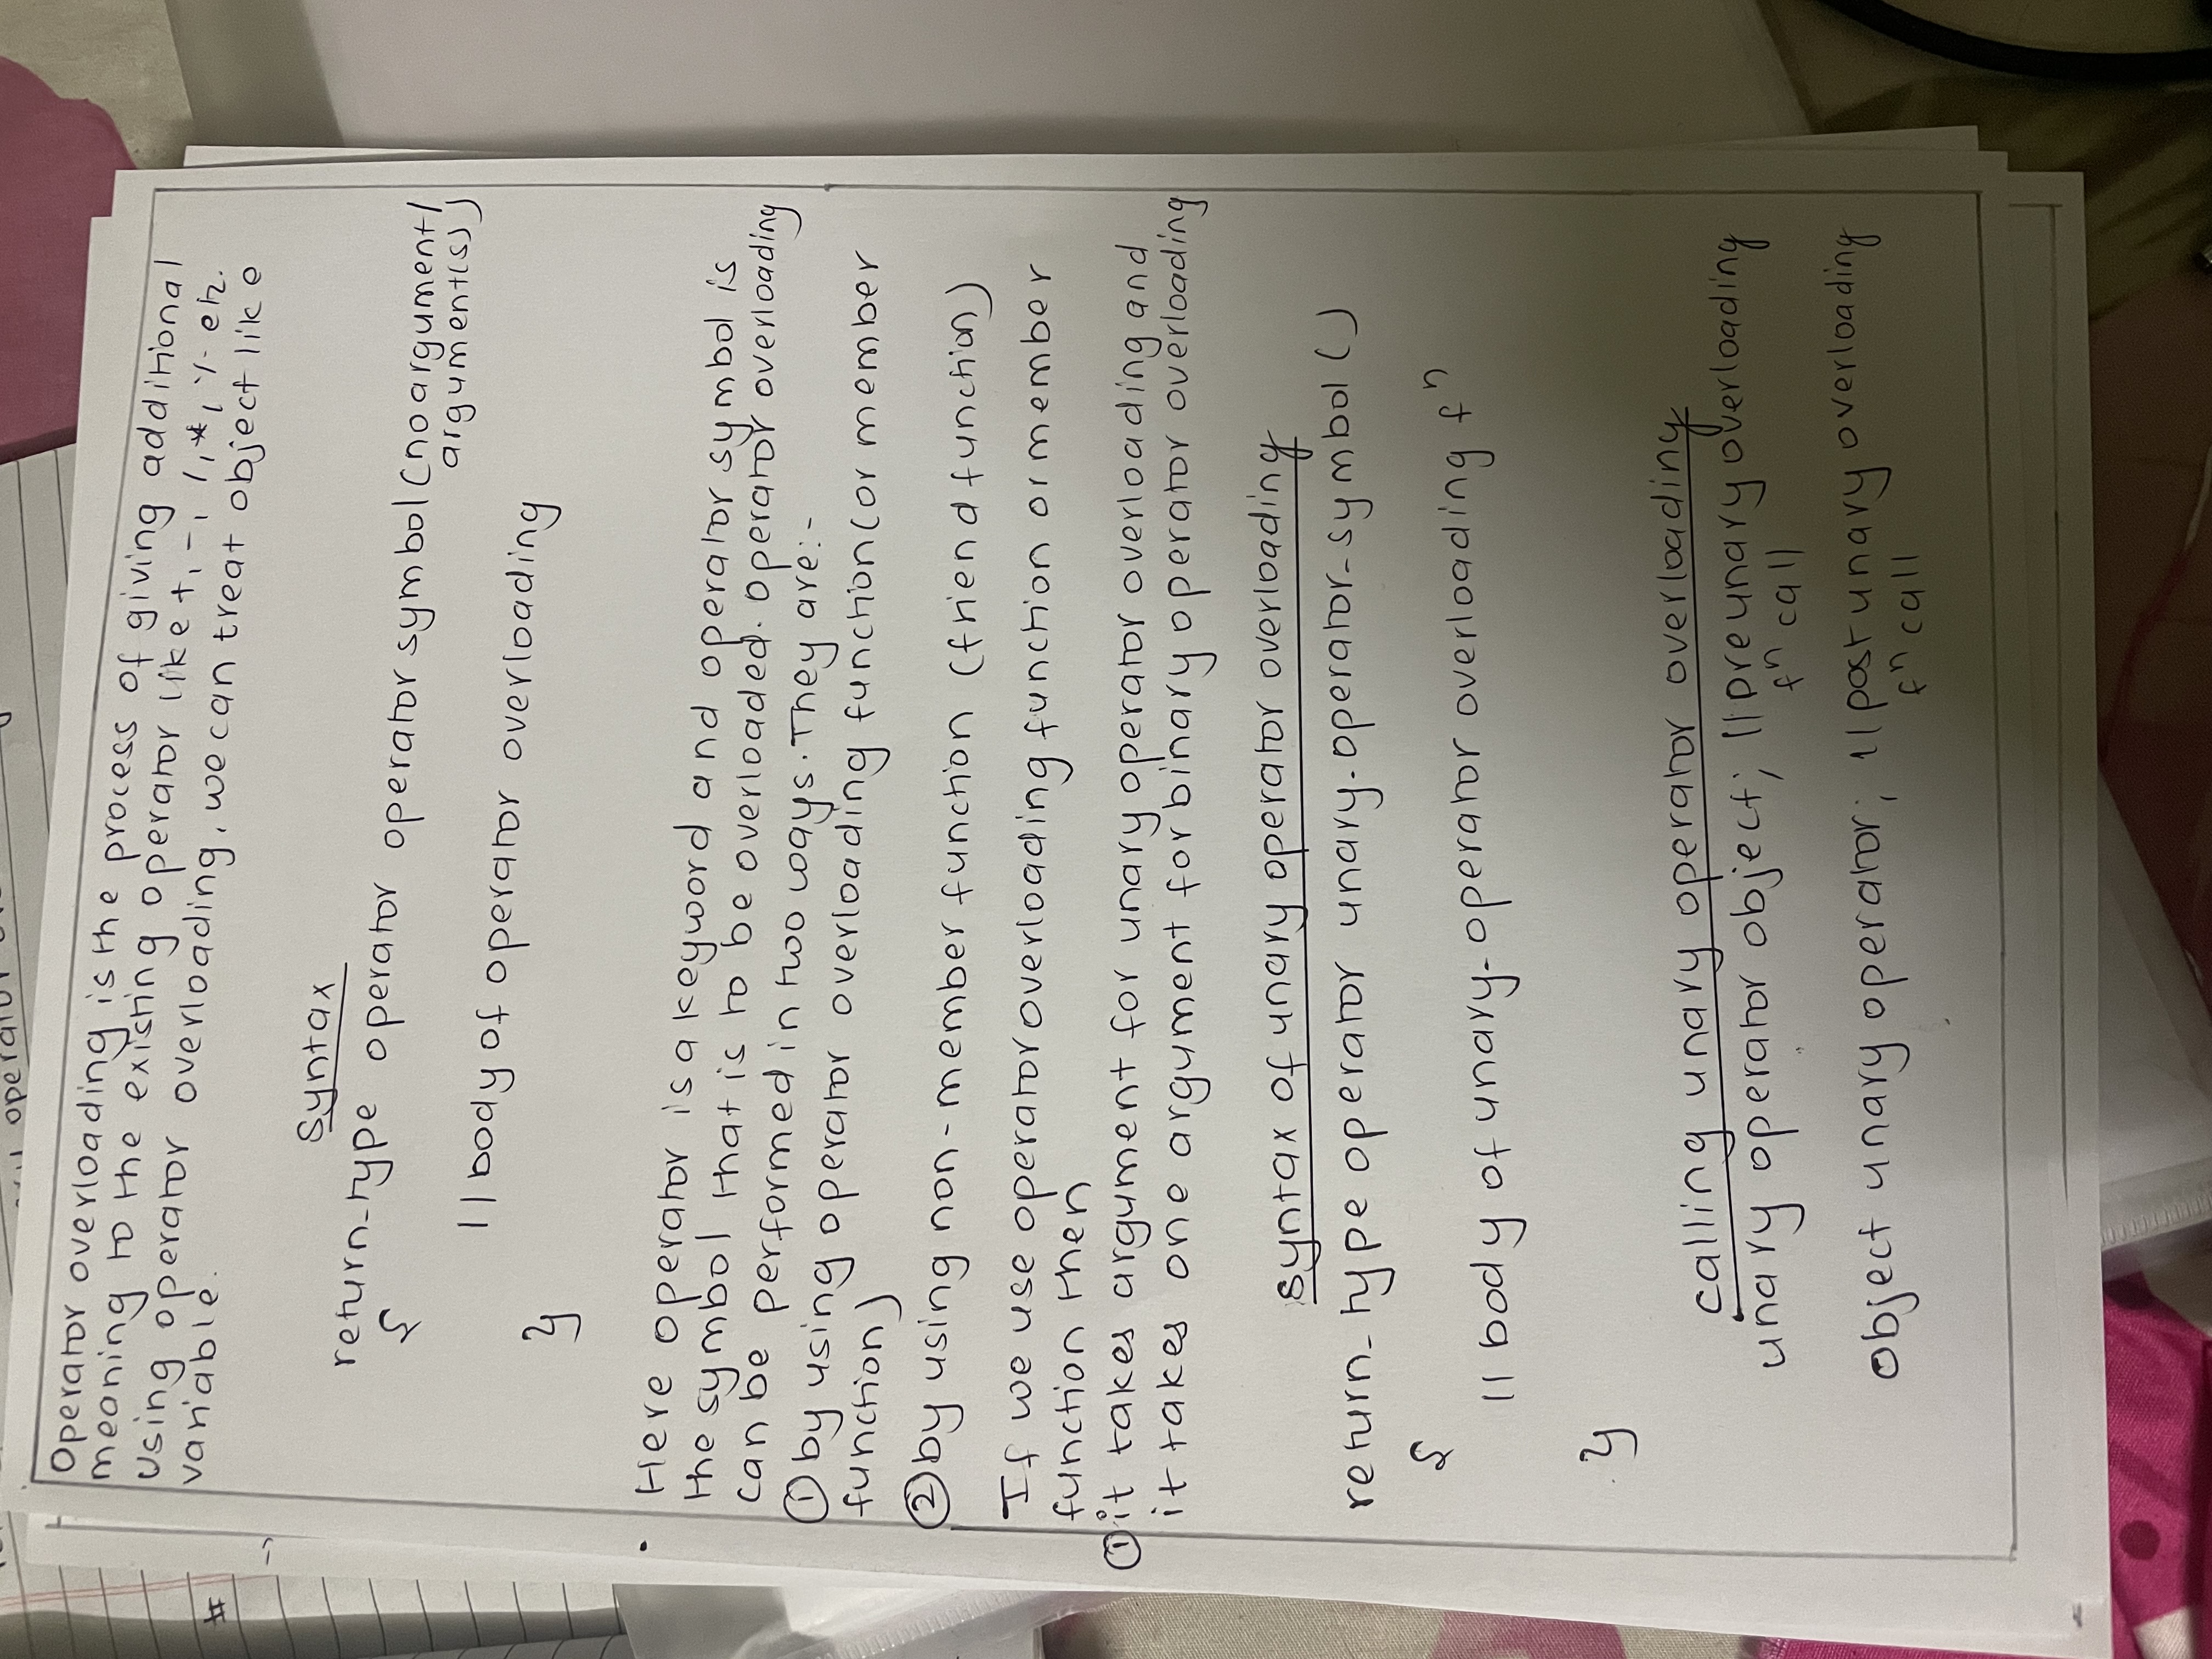 operator
Operator overloading is the process of giving additional
meaning to the existing operator like +, -, /, *, % etc.
using operator overloading, we can treat object like
variable.
#
->
syntax
return_type operator operator symbol (no argument/
argument(s))
{
// body of operator overloading
}
• Here operator is a keyword and operator symbol is
the symbol that is to be overloaded. operator overloading
can be performed in two ways. They are:-
① by using operator overloading function (or member
function)
② by using non-member function (friend function)
If we use operator overloading function or member
function then
① it takes argument for unary operator overloading and
it takes one argument for binary operator overloading
syntax of unary operator overloading
return_type operator unary-operator-symbol ()
{
// body of unary-operator overloading fⁿ
}
calling unary operator overloading
unary operator object; // pre unary overloading
fⁿ call
object unary operator; // post unary overloading
fⁿ call